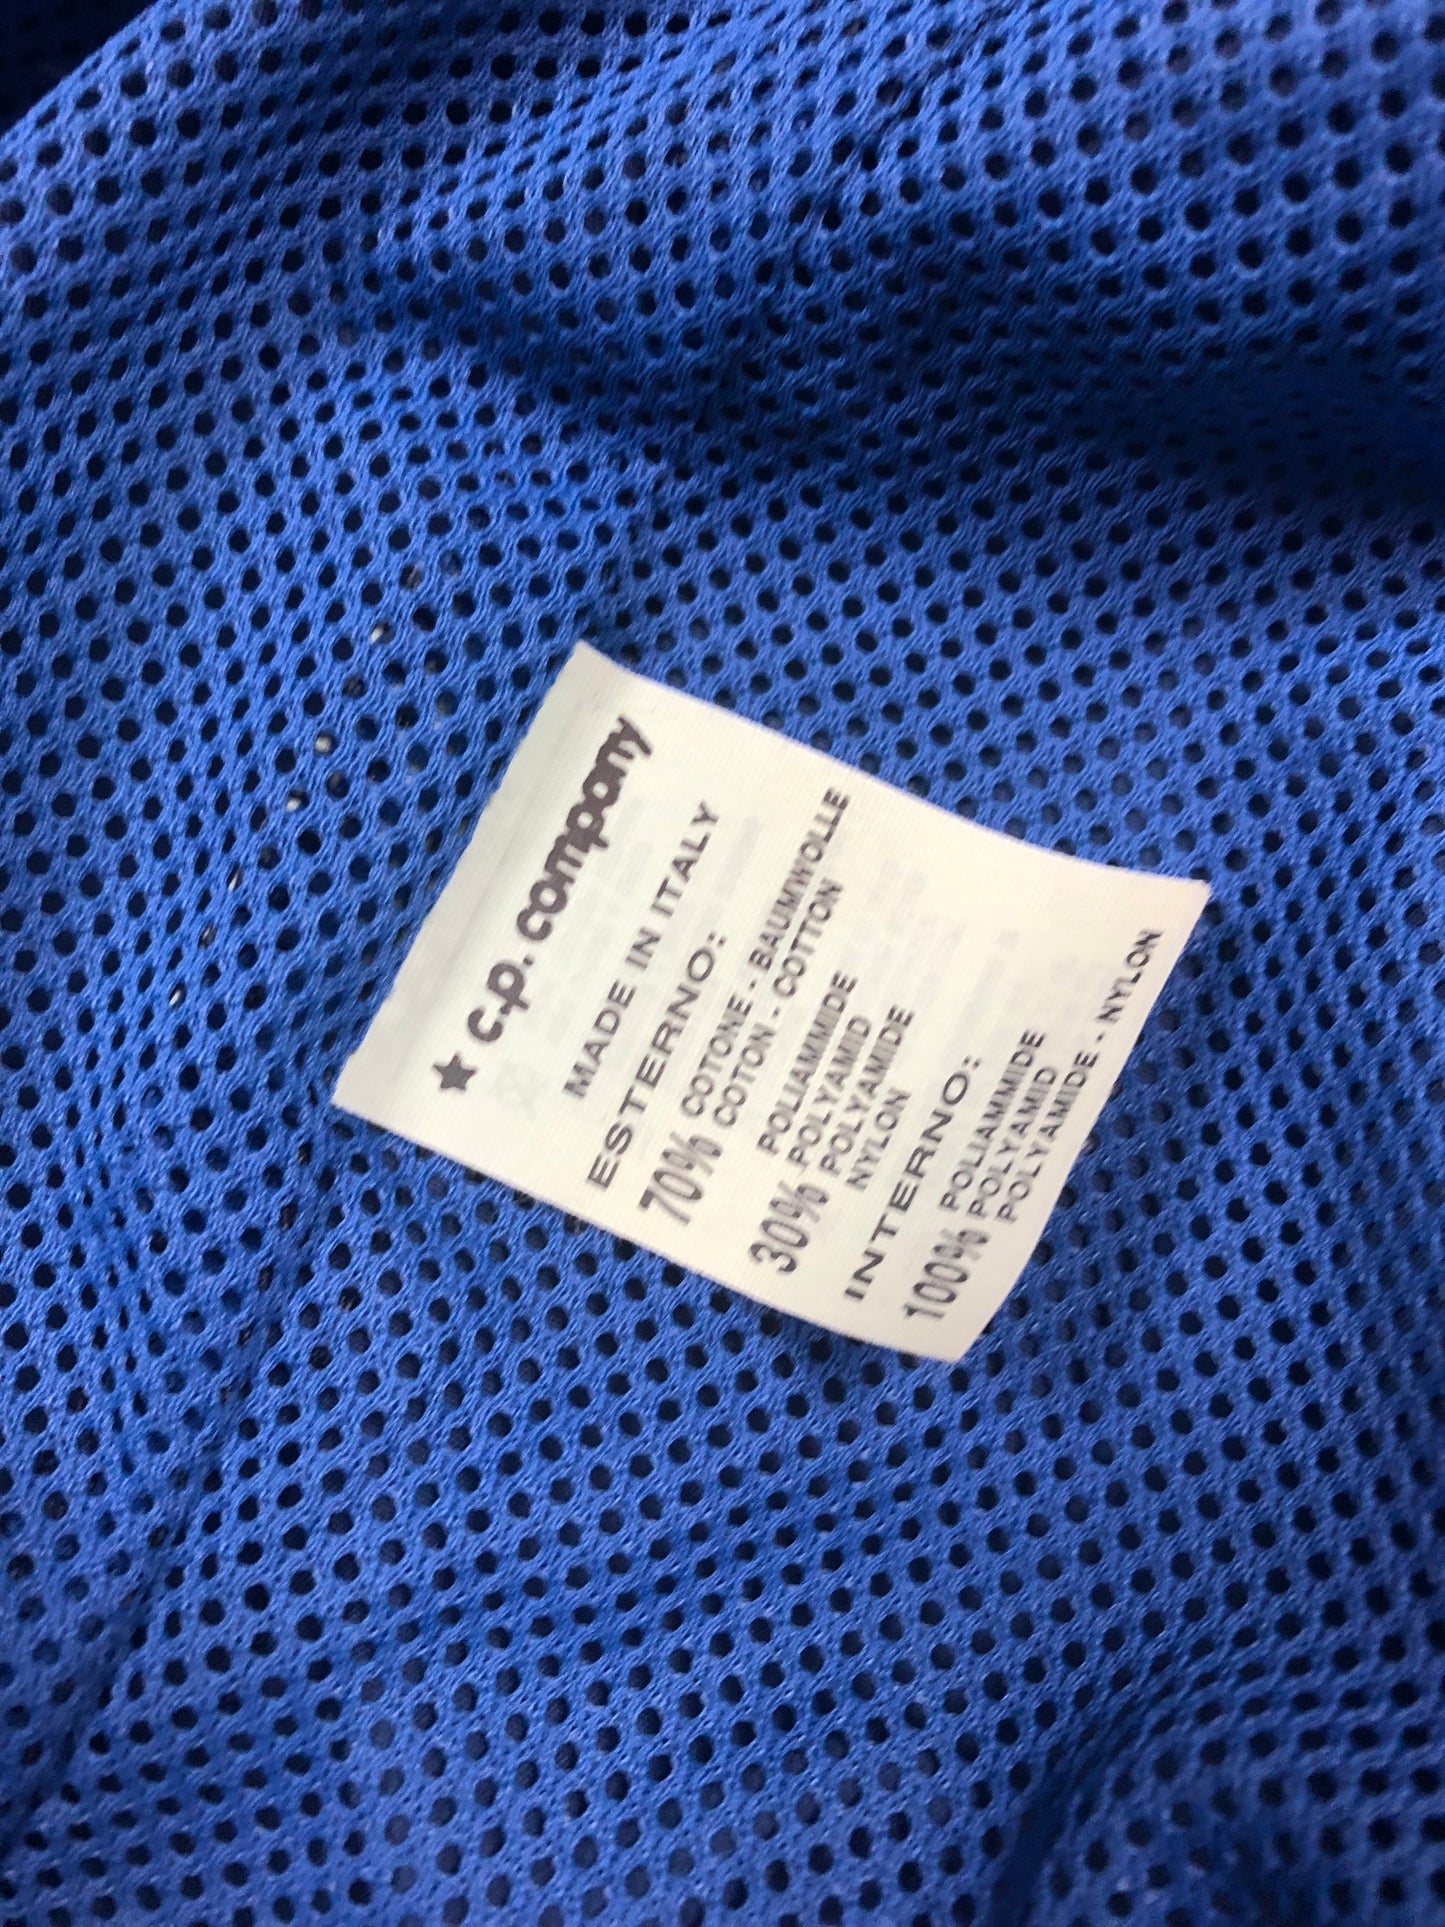 ★ c.p. company
MADE IN ITALY
ESTERNO:
70% COTONE - BAUMWOLLE
COTON - COTTON
POLIAMMIDE
30% POLYAMID
POLYAMIDE
NYLON
INTERNO:
POLIAMMIDE
100% POLYAMID
POLYAMIDE - NYLON